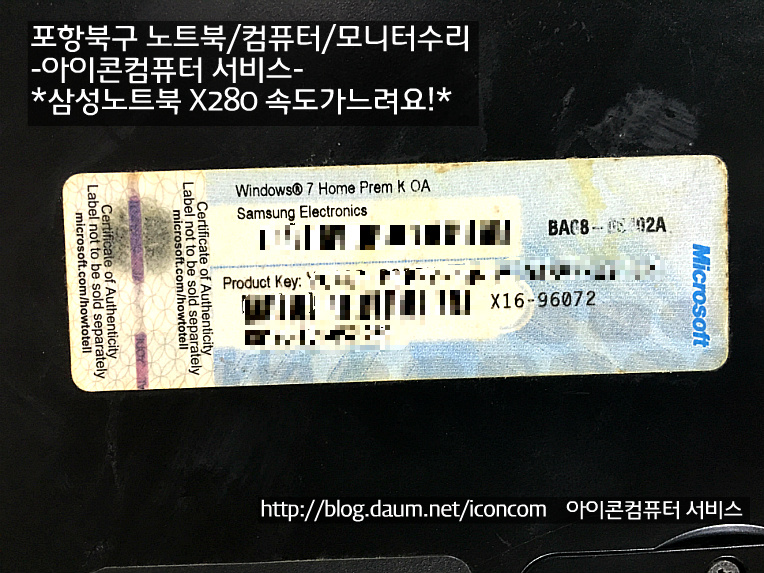 포항북구 노트북/컴퓨터/모니터수리
-아이콘컴퓨터 서비스-
*삼성노트북 X280 속도가느려요!*
Certificate of Authenticity
Label not to be sold separately
microsoft.com/howtotell
Certificate of Authenticity
Label not to be sold separately
microsoft.com/howtotell
Windows® 7 Home Prem K OA
Samsung Electronics
Product Key:
X16-96072
Microsoft
http://blog.daum.net/iconcom 아이콘컴퓨터 서비스